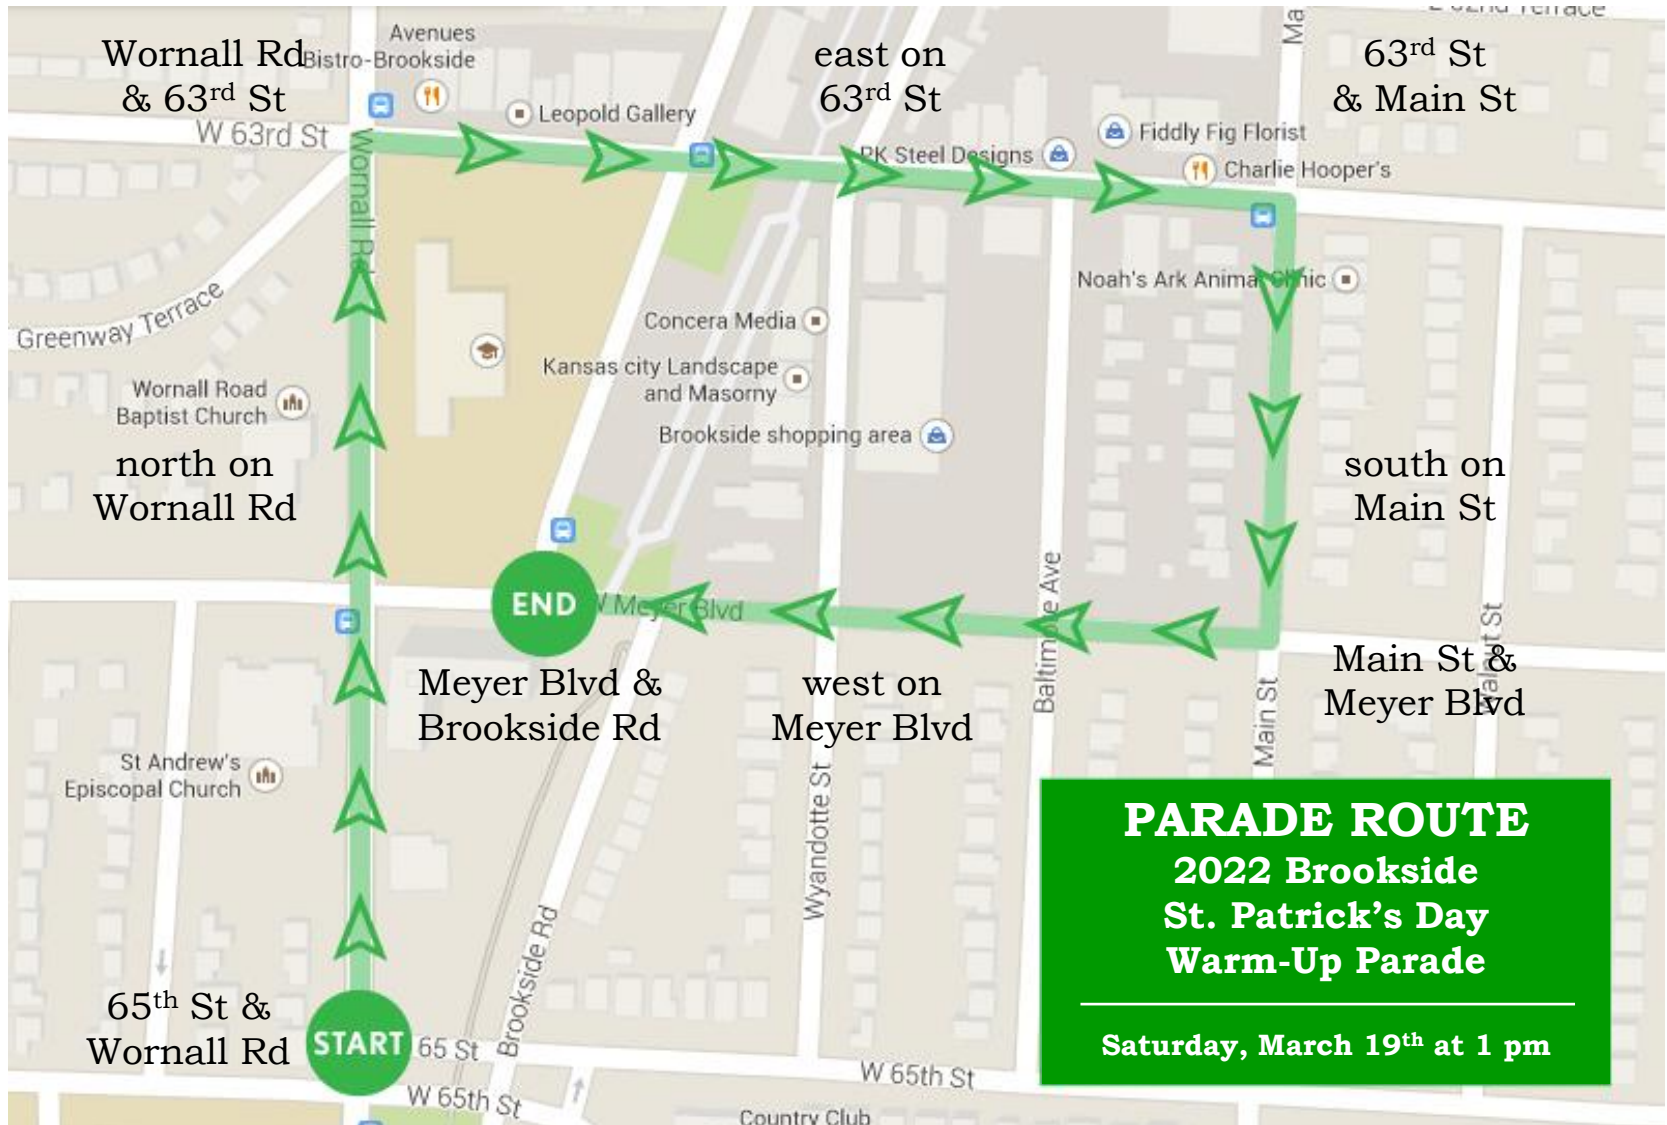 E 62nd Terrace
Ma
Avenues
Bistro-Brookside
Wornall Rd
& 63rd St
east on
63rd St
63rd St
& Main St
Leopold Gallery
W 63rd St
Fiddly Fig Florist
PK Steel Designs
Charlie Hooper's
Wornall Rd
Noah's Ark Animal Clinic
Greenway Terrace
Concera Media
Kansas city Landscape
and Masorny
Wornall Road
Baptist Church
Brookside shopping area
north on
Wornall Rd
south on
Main St
END
W Meyer Blvd
Baltimore Ave
Walnut St
Meyer Blvd &
Brookside Rd
west on
Meyer Blvd
Main St &
Meyer Blvd
Main St
St Andrew's
Episcopal Church
Wyandotte St
PARADE ROUTE
2022 Brookside
St. Patrick's Day
Warm-Up Parade
Saturday, March 19th at 1 pm
Brookside Rd
65th St &
Wornall Rd
START
65 St
W 65th St
W 65th St
Country Club